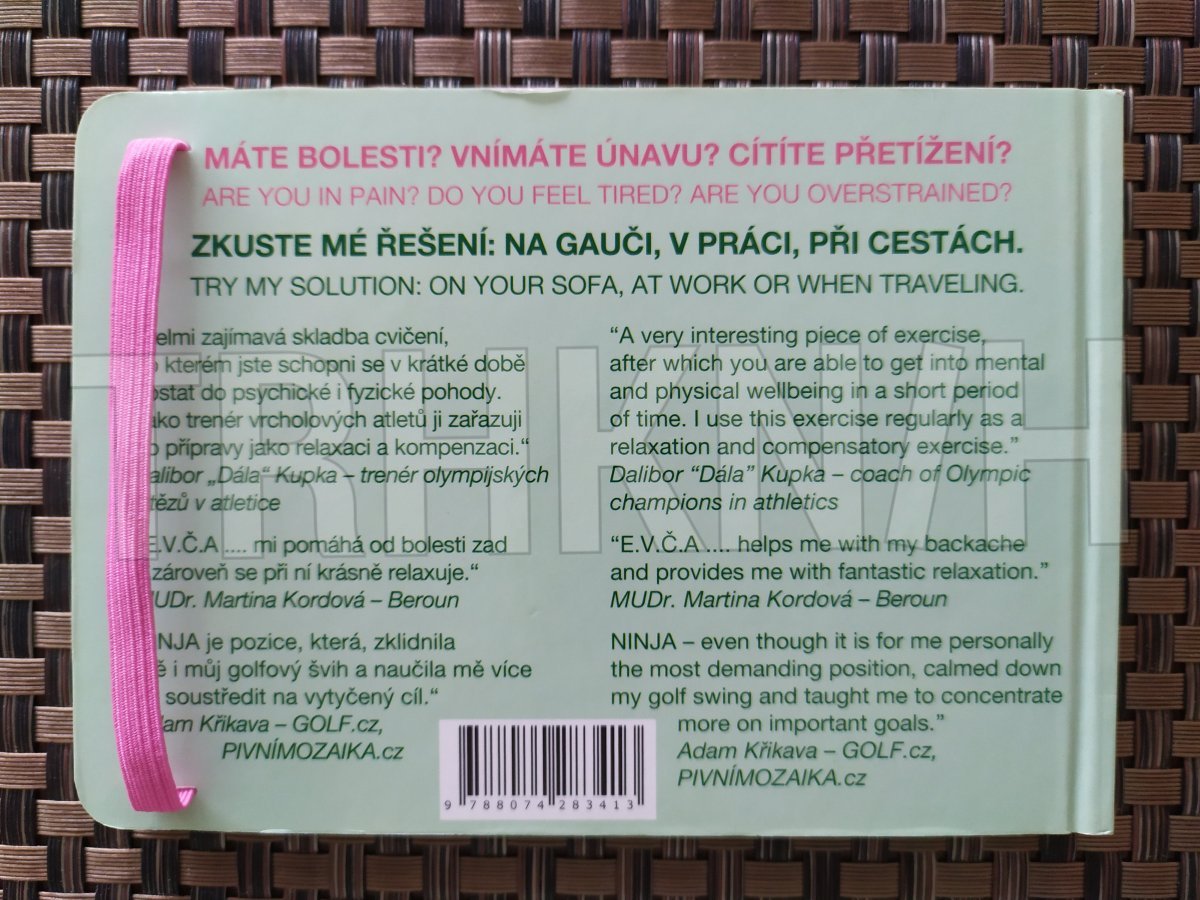 MÁTE BOLESTI? VNÍMÁTE ÚNAVU? CÍTÍTE PŘETÍŽENÍ?
ARE YOU IN PAIN? DO YOU FEEL TIRED? ARE YOU OVERSTRAINED?
ZKUSTE MÉ ŘEŠENÍ: NA GAUČI, V PRÁCI, PŘI CESTÁCH.
TRY MY SOLUTION: ON YOUR SOFA, AT WORK OR WHEN TRAVELING.
elmi zajímavá skladba cvičení,
o kterém jste schopni se v krátké době
ostat do psychické i fyzické pohody.
ako trenér vrcholových atletů ji zařazuji
o přípravy jako relaxaci a kompenzaci.“
alibor „Dála“ Kupka – trenér olympijských
tězů v atletice
E.V.Č.A .... mi pomáhá od bolesti zad
zároveň se při ní krásně relaxuje.“
MUDr. Martina Kordová – Beroun
INJA je pozice, která, zklidnila
ě i můj golfový švih a naučila mě více
soustředit na vytyčený cíl.“
dam Křikava – GOLF.cz,
PIVNÍMOZAIKA.cz
“A very interesting piece of exercise,
after which you are able to get into mental
and physical wellbeing in a short period
of time. I use this exercise regularly as a
relaxation and compensatory exercise.”
Dalibor “Dála” Kupka – coach of Olympic
champions in athletics
“E.V.Č.A .... helps me with my backache
and provides me with fantastic relaxation.”
MUDr. Martina Kordová – Beroun
NINJA – even though it is for me personally
the most demanding position, calmed down
my golf swing and taught me to concentrate
more on important goals.”
Adam Křikava – GOLF.cz,
PIVNÍMOZAIKA.cz
9 788074 283413